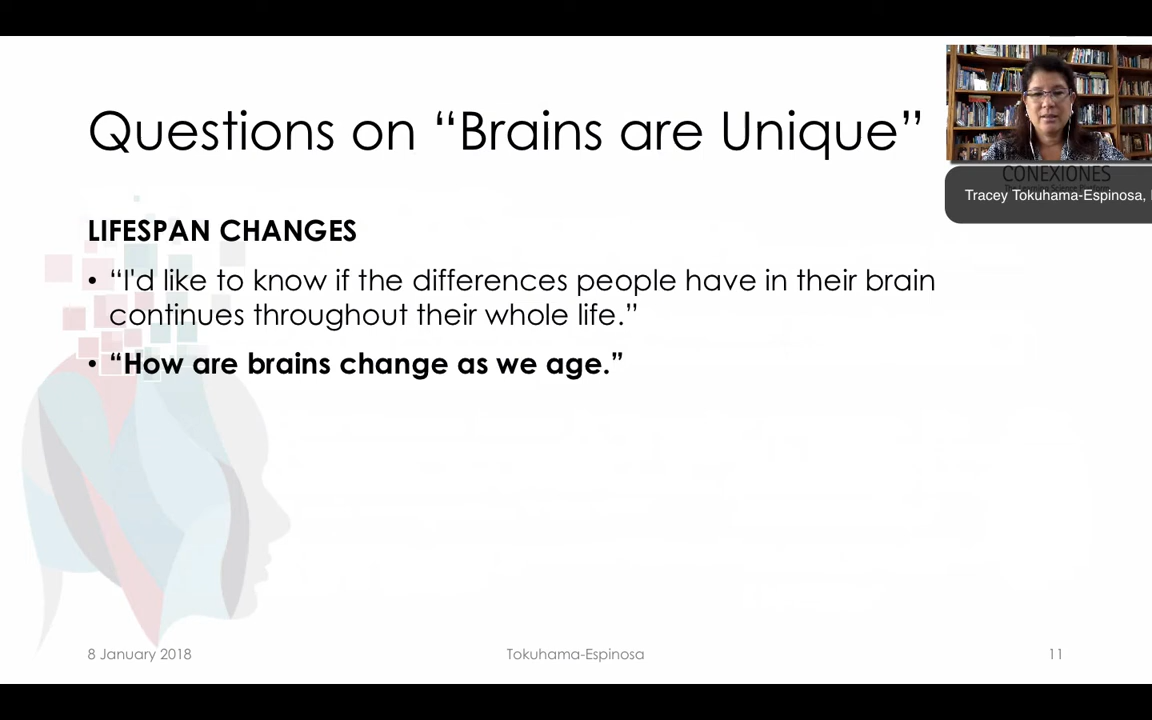 Questions on “Brains are Unique”
CONEXIONES
Tracey Tokuhama-Espinosa,
LIFESPAN CHANGES
• “I'd like to know if the differences people have in their brain
continues throughout their whole life.”
• “How are brains change as we age.”
8 January 2018
Tokuhama-Espinosa
11